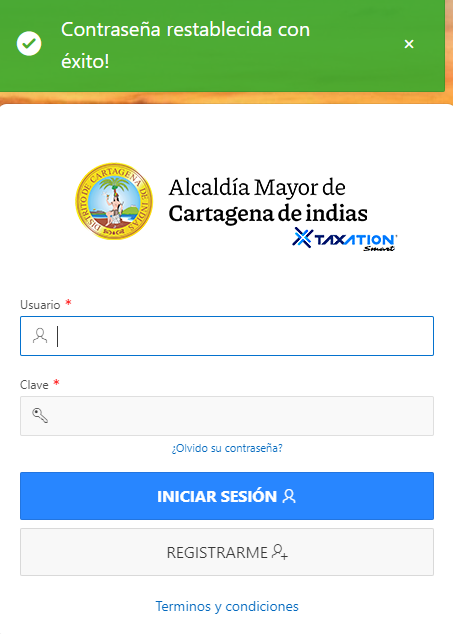 Contraseña restablecida con
éxito!
DISTRITO DE CARTAGENA DE INDIAS
Alcaldía Mayor de
Cartagena de indias
TAXATION
Smart
Usuario *
Clave *
¿Olvido su contraseña?
INICIAR SESIÓN
REGISTRARME
Terminos y condiciones